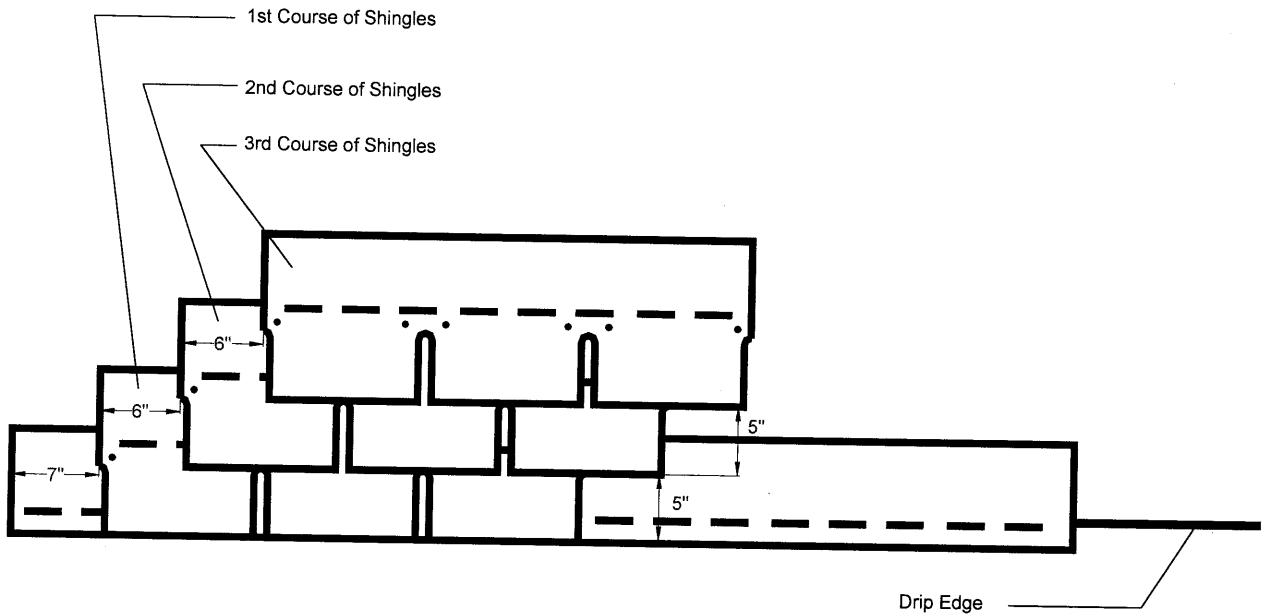 1st Course of Shingles
2nd Course of Shingles
3rd Course of Shingles
6"
6"
5"
7"
5"
Drip Edge